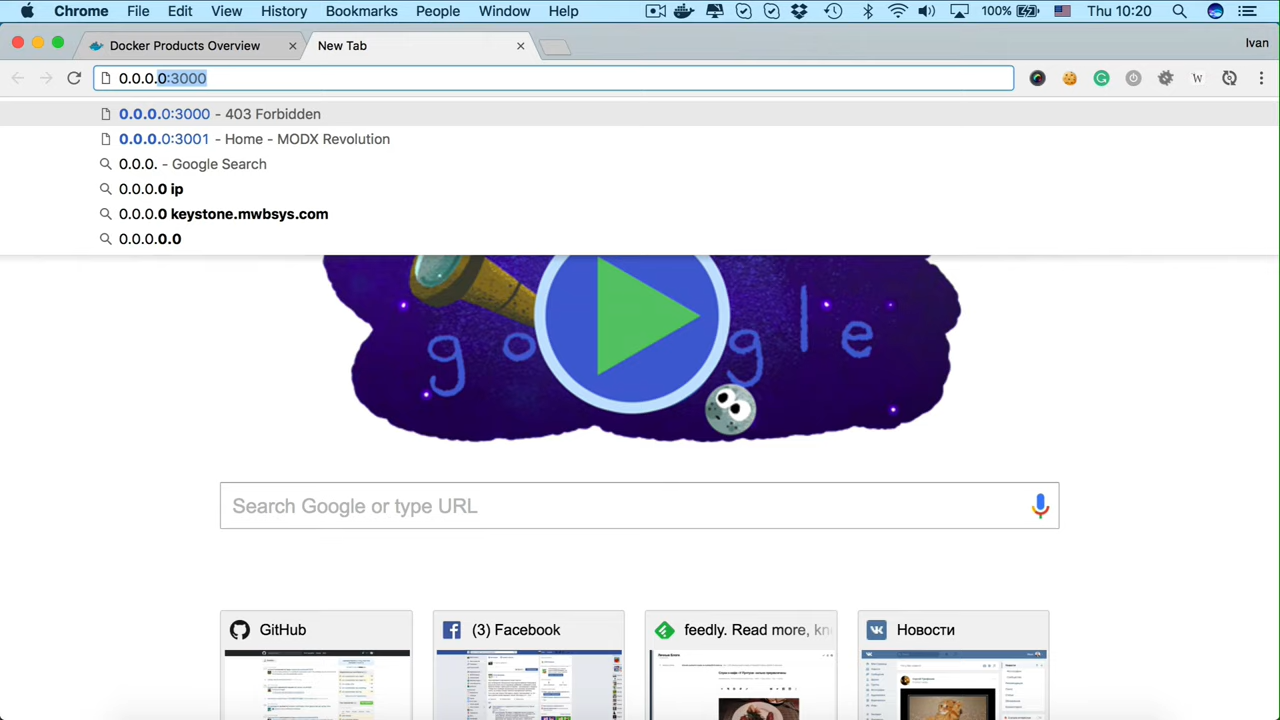 Chrome File Edit View History Bookmarks People Window Help 100% Thu 10:20
Docker Products Overview New Tab Ivan
0.0.0.0:3000 W
0.0.0.0:3000 - 403 Forbidden
0.0.0.0:3001 - Home - MODX Revolution
0.0.0. - Google Search
0.0.0.0 ip
0.0.0.0 keystone.mwbsys.com
0.0.0.0.0
go gle
Search Google or type URL
GitHub (3) Facebook feedly. Read more, kn Новости